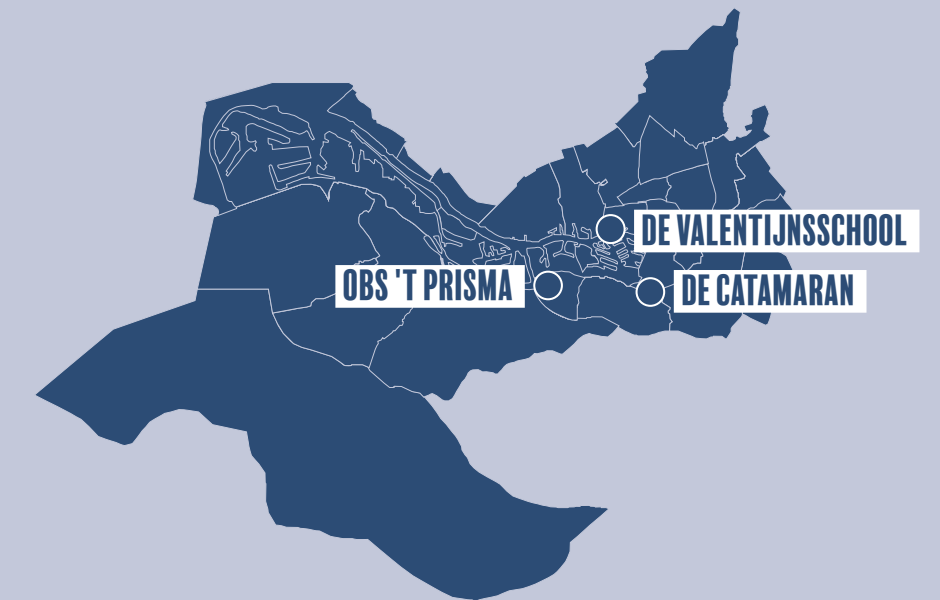 DE VALENTIJNSSCHOOL
OBS 'T PRISMA
DE CATAMARAN